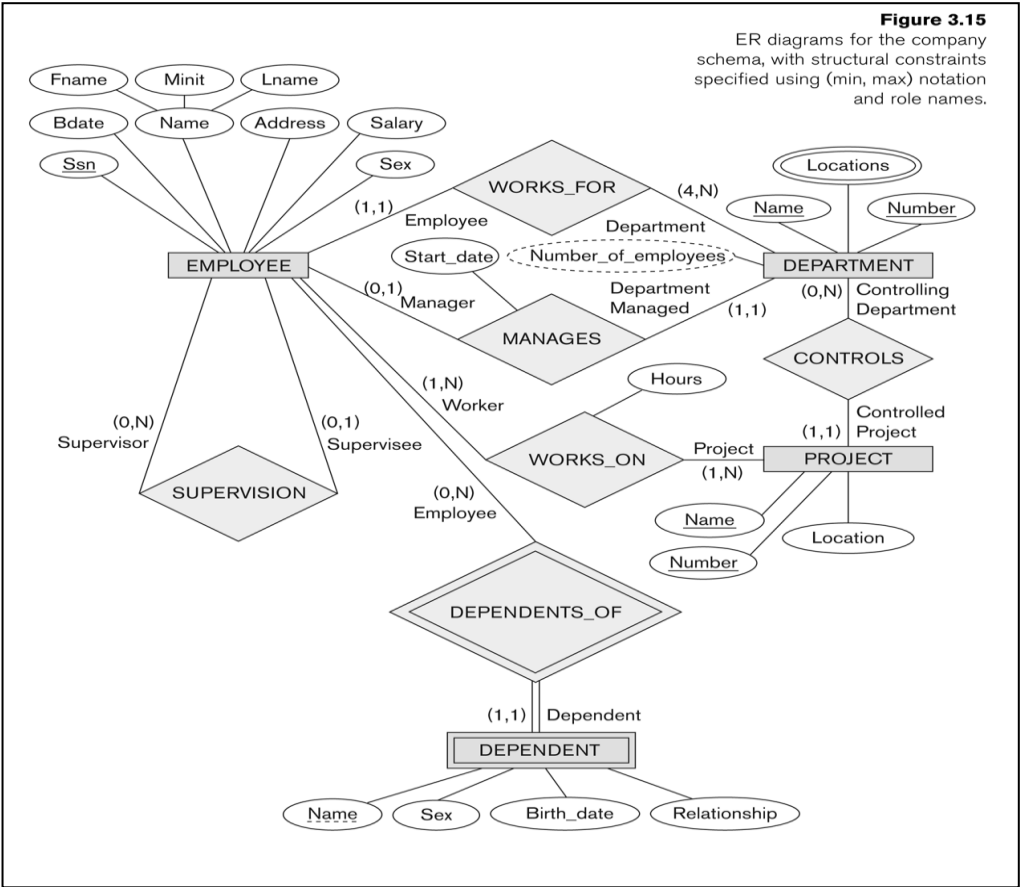 Figure 3.15
ER diagrams for the company
schema, with structural constraints
specified using (min, max) notation
and role names.
Fname
Minit
Lname
Bdate
Name
Address
Salary
Ssn
Sex
WORKS_FOR
(1,1)
Employee
(4,N)
Department
Locations
Name
Number
EMPLOYEE
Start_date
Number_of_employees
DEPARTMENT
(0,1)
Manager
Department
Managed
(1,1)
MANAGES
(0,N)
Controlling
Department
CONTROLS
Hours
(1,N)
Worker
(0,N)
Supervisor
(0,1)
Supervisee
SUPERVISION
WORKS_ON
Project
(1,N)
Controlled
Project
(1,1)
PROJECT
Name
Number
Location
(0,N)
Employee
DEPENDENTS_OF
(1,1)
Dependent
DEPENDENT
Name
Sex
Birth_date
Relationship